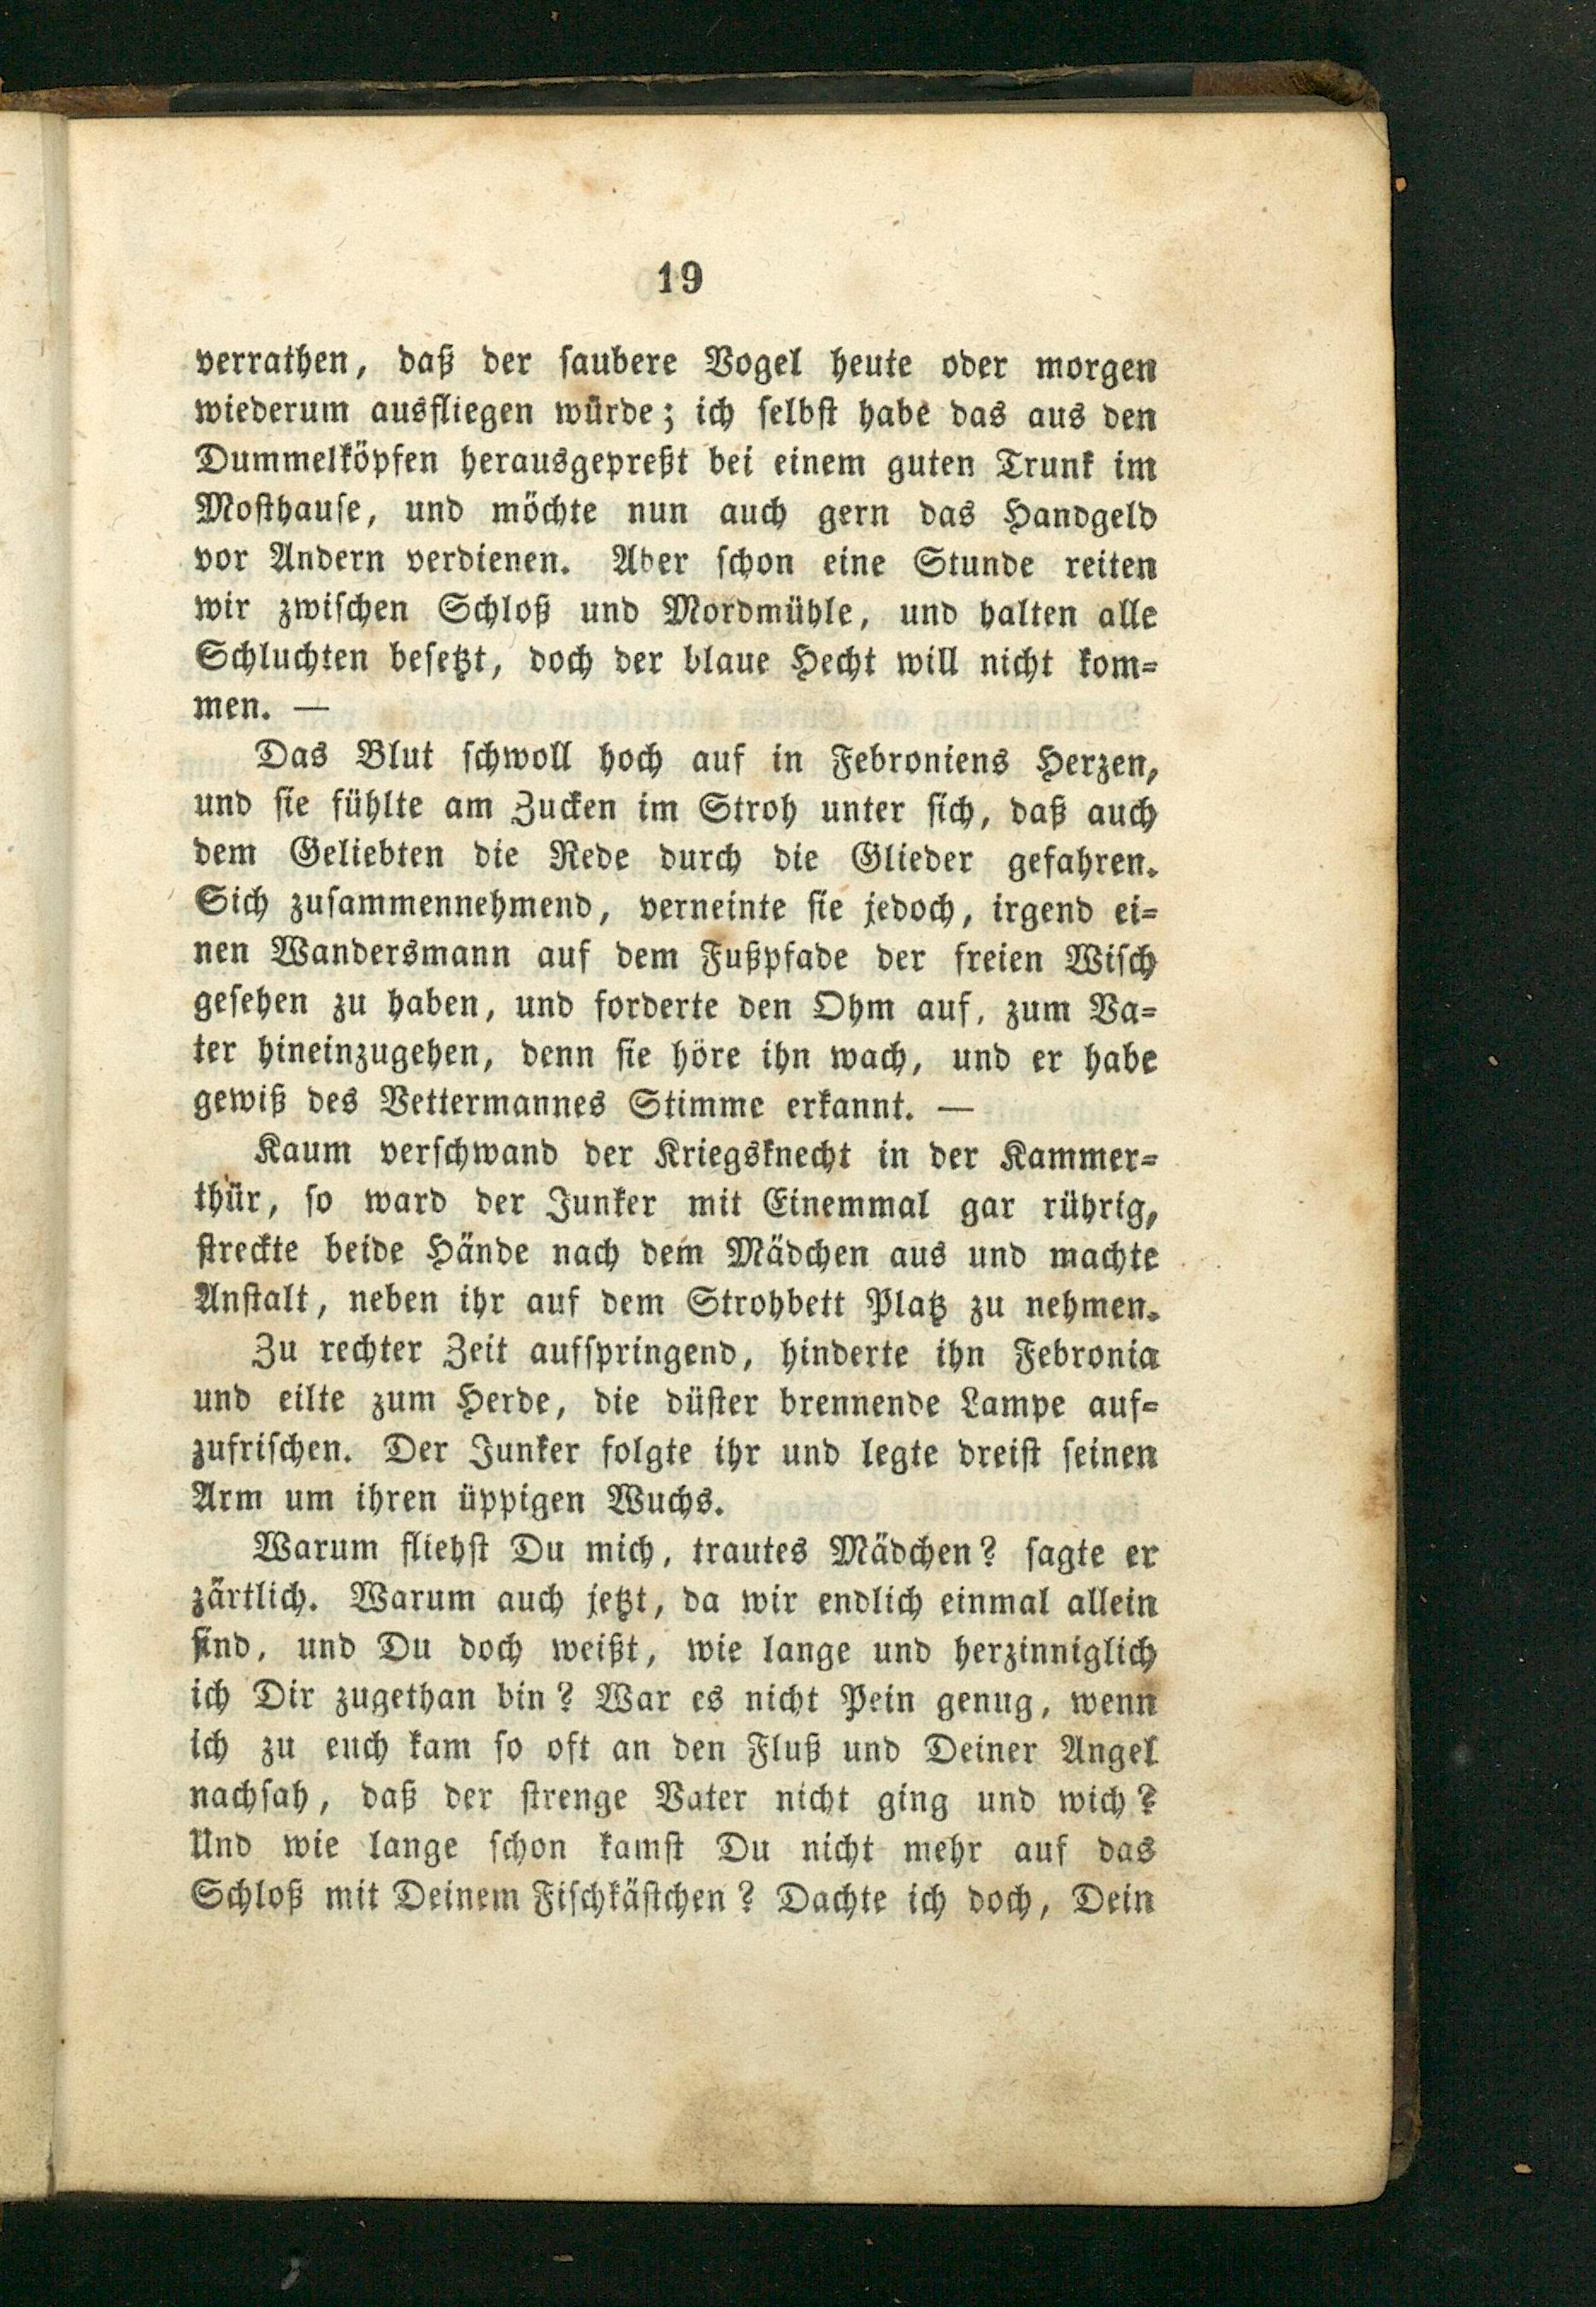 19
verrathen, daß der saubere Vogel heute oder morgen
wiederum ausfliegen würde; ich selbst habe das aus den
Dummelköpfen herausgepreßt bei einem guten Trunk im
Mosthause, und möchte nun auch gern das Handgeld
vor Andern verdienen. Aber schon eine Stunde reiten
wir zwischen Schloß und Mordmühle, und halten alle
Schluchten besetzt, doch der blaue Hecht will nicht kom=
men. —
Das Blut schwoll hoch auf in Febroniens Herzen,
und sie fühlte am Zucken im Stroh unter sich, daß auch
dem Geliebten die Rede durch die Glieder gefahren.
Sich zusammennehmend, verneinte sie jedoch, irgend ei=
nen Wandersmann auf dem Fußpfade der freien Wisch
gesehen zu haben, und forderte den Ohm auf, zum Va=
ter hineinzugehen, denn sie höre ihn wach, und er habe
gewiß des Vettermannes Stimme erkannt. —
Kaum verschwand der Kriegsknecht in der Kammer=
thür, so ward der Junker mit Einemmal gar rührig,
streckte beide Hände nach dem Mädchen aus und machte
Anstalt, neben ihr auf dem Strohbett Platz zu nehmen.
Zu rechter Zeit aufspringend, hinderte ihn Febronia
und eilte zum Herde, die düster brennende Lampe auf=
zufrischen. Der Junker folgte ihr und legte dreist seinen
Arm um ihren üppigen Wuchs.
Warum fliehst Du mich, trautes Mädchen? sagte er
zärtlich. Warum auch jetzt, da wir endlich einmal allein
sind, und Du doch weißt, wie lange und herzinniglich
ich Dir zugethan bin? War es nicht Pein genug, wenn
ich zu euch kam so oft an den Fluß und Deiner Angel
nachsah, daß der strenge Vater nicht ging und wich?
Und wie lange schon kamst Du nicht mehr auf das
Schloß mit Deinem Fischkästchen? Dachte ich doch, Dein